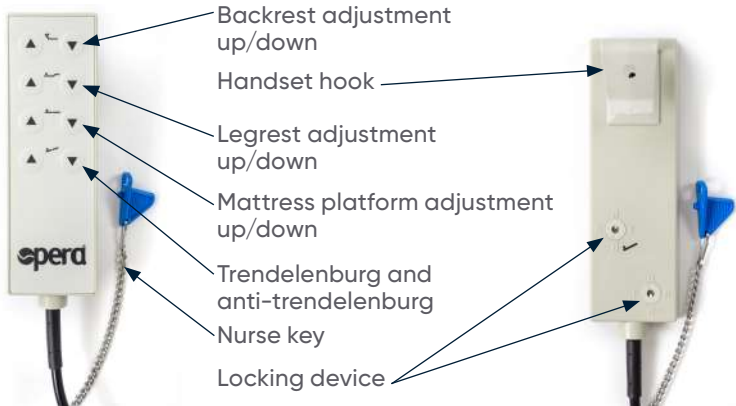 Backrest adjustment
up/down
Handset hook
Legrest adjustment
up/down
Mattress platform adjustment
up/down
opera
Trendelenburg and
anti-trendelenburg
Nurse key
Locking device